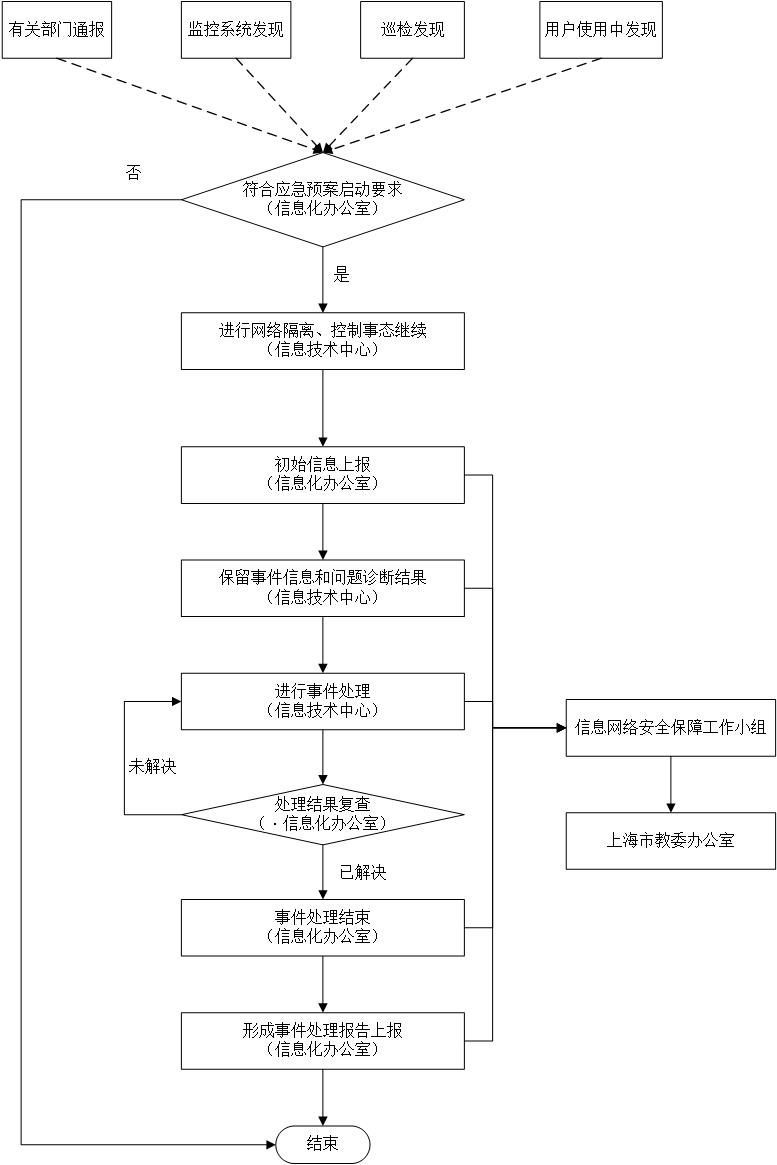 有关部门通报
监控系统发现
巡检发现
用户使用中发现
否
符合应急预案启动要求
（信息化办公室）
是
进行网络隔离、控制事态继续
（信息技术中心）
初始信息上报
（信息化办公室）
保留事件信息和问题诊断结果
（信息技术中心）
进行事件处理
（信息技术中心）
信息网络安全保障工作小组
未解决
处理结果复查
（·信息化办公室）
上海市教委办公室
已解决
事件处理结束
（信息化办公室）
形成事件处理报告上报
（信息化办公室）
结束